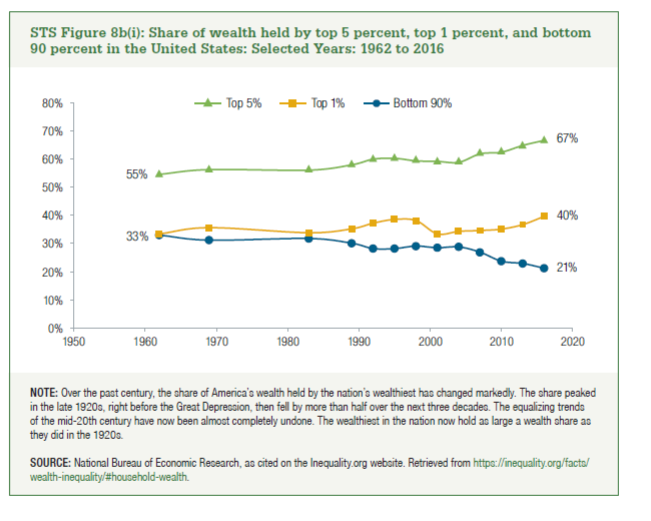 STS Figure 8b(i): Share of wealth held by top 5 percent, top 1 percent, and bottom
90 percent in the United States: Selected Years: 1962 to 2016
Top 5%
Top 1%
Bottom 90%
80%
70%
60%
50%
40%
30%
20%
10%
0%
55%
33%
67%
40%
21%
1950
1960
1970
1980
1990
2000
2010
2020
NOTE: Over the past century, the share of America's wealth held by the nation's wealthiest has changed markedly. The share peaked
in the late 1920s, right before the Great Depression, then fell by more than half over the next three decades. The equalizing trends
of the mid-20th century have now been almost completely undone. The wealthiest in the nation now hold as large a wealth share as
they did in the 1920s.
SOURCE: National Bureau of Economic Research, as cited on the Inequality.org website. Retrieved from https://inequality.org/facts/
wealth-inequality/#household-wealth.